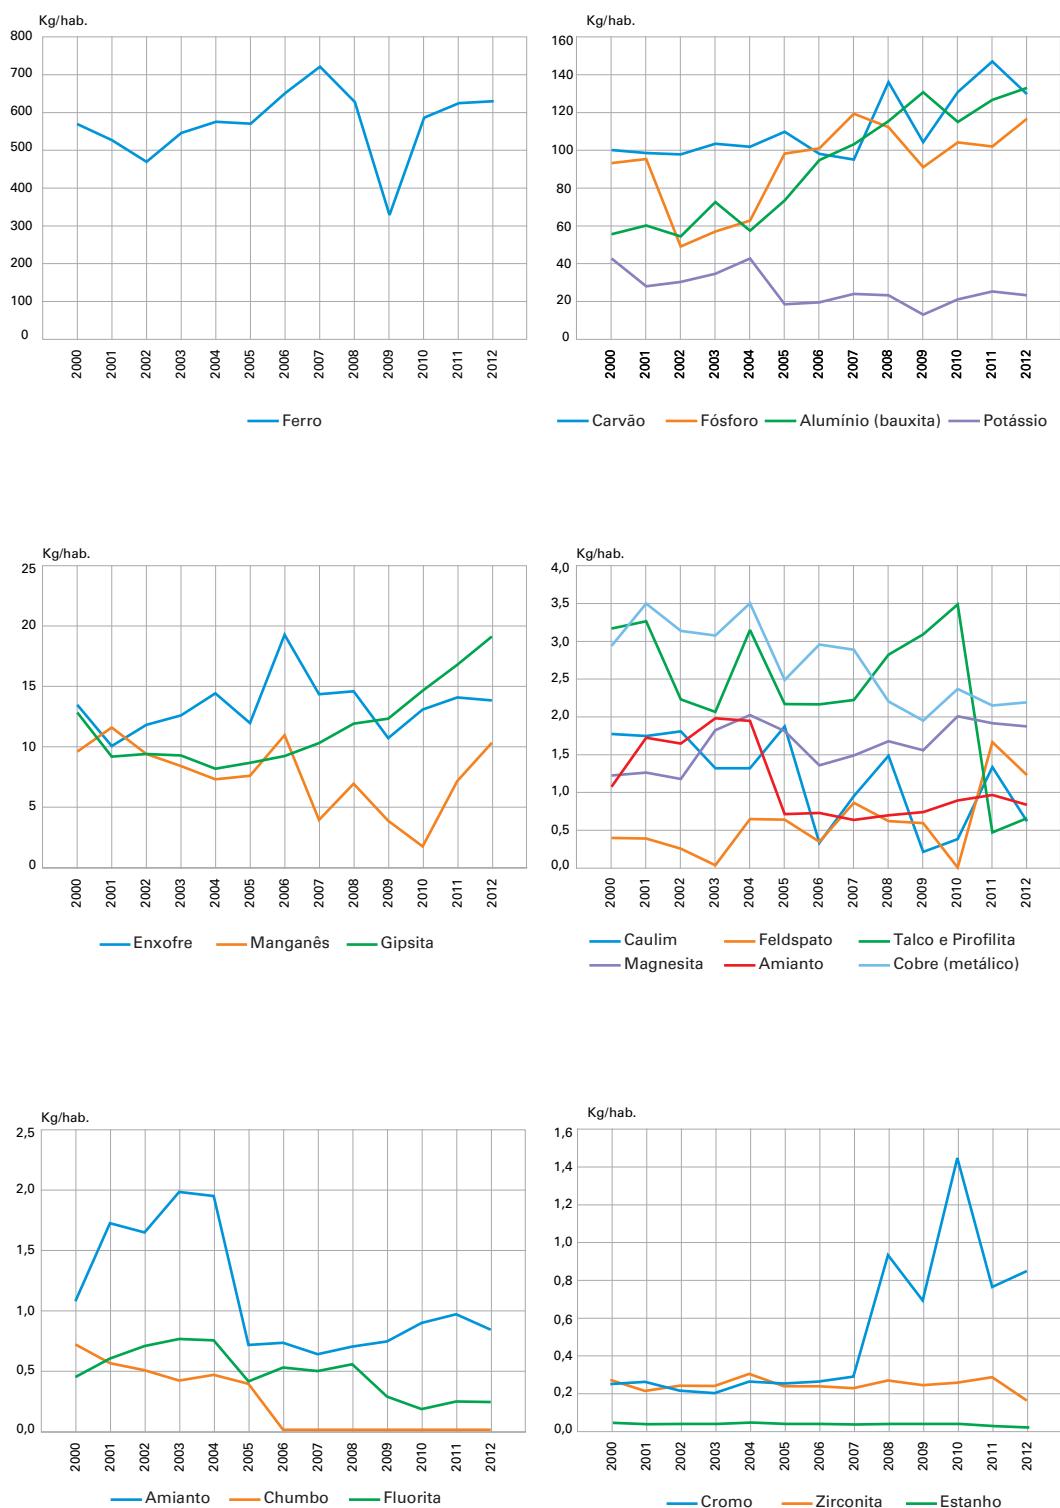 Kg/hab.
800
700
600
500
400
300
200
100
0
2000 2001 2002 2003 2004 2005 2006 2007 2008 2009 2010 2011 2012
Ferro
Kg/hab.
160
140
120
100
80
60
40
20
0
2000 2001 2002 2003 2004 2005 2006 2007 2008 2009 2010 2011 2012
Carvão Fósforo Alumínio (bauxita) Potássio
Kg/hab.
25
20
15
10
5
0
2000 2001 2002 2003 2004 2005 2006 2007 2008 2009 2010 2011 2012
Enxofre Manganês Gipsita
Kg/hab.
4,0
3,5
3,0
2,5
2,0
1,5
1,0
0,5
0,0
2000 2001 2002 2003 2004 2005 2006 2007 2008 2009 2010 2011 2012
Caulim Feldspato Talco e Pirofilita
Magnesita Amianto Cobre (metálico)
Kg/hab.
2,5
2,0
1,5
1,0
0,5
0,0
2000 2001 2002 2003 2004 2005 2006 2007 2008 2009 2010 2011 2012
Amianto Chumbo Fluorita
Kg/hab.
1,6
1,4
1,2
1,0
0,8
0,6
0,4
0,2
0,0
2000 2001 2002 2003 2004 2005 2006 2007 2008 2009 2010 2011 2012
Cromo Zirconita Estanho